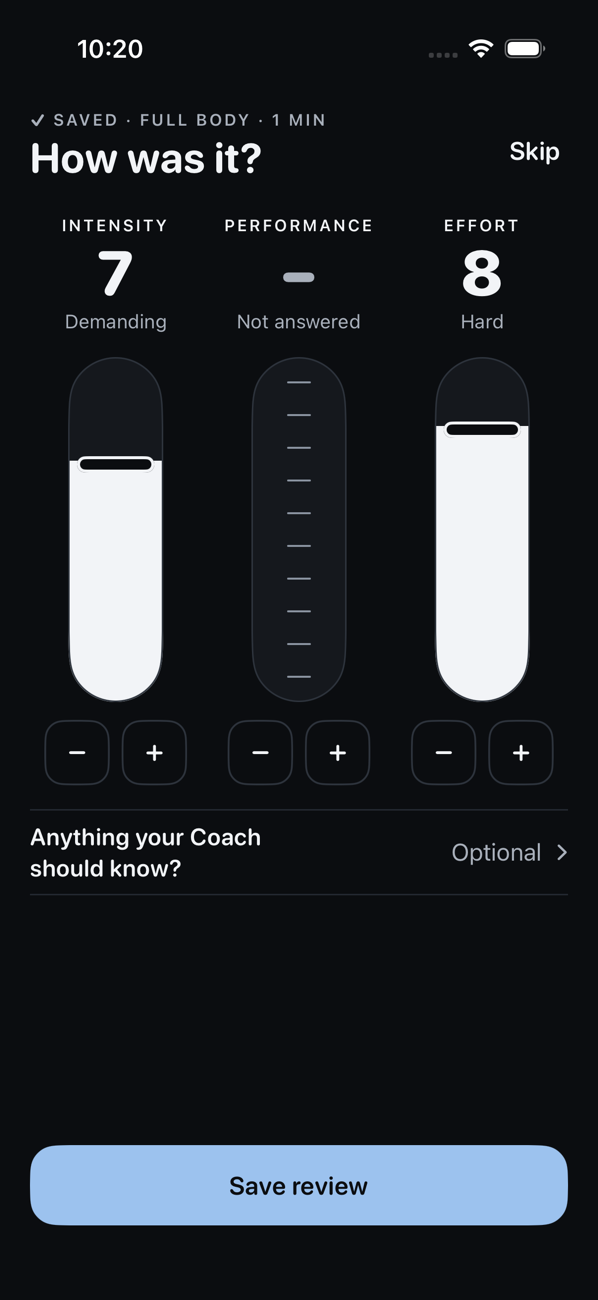 10:20
✓ SAVED · FULL BODY · 1 MIN
How was it?
Skip
INTENSITY
7
Demanding
PERFORMANCE
-
Not answered
EFFORT
8
Hard
− +
− +
− +
Anything your Coach
should know?
Optional
Save review